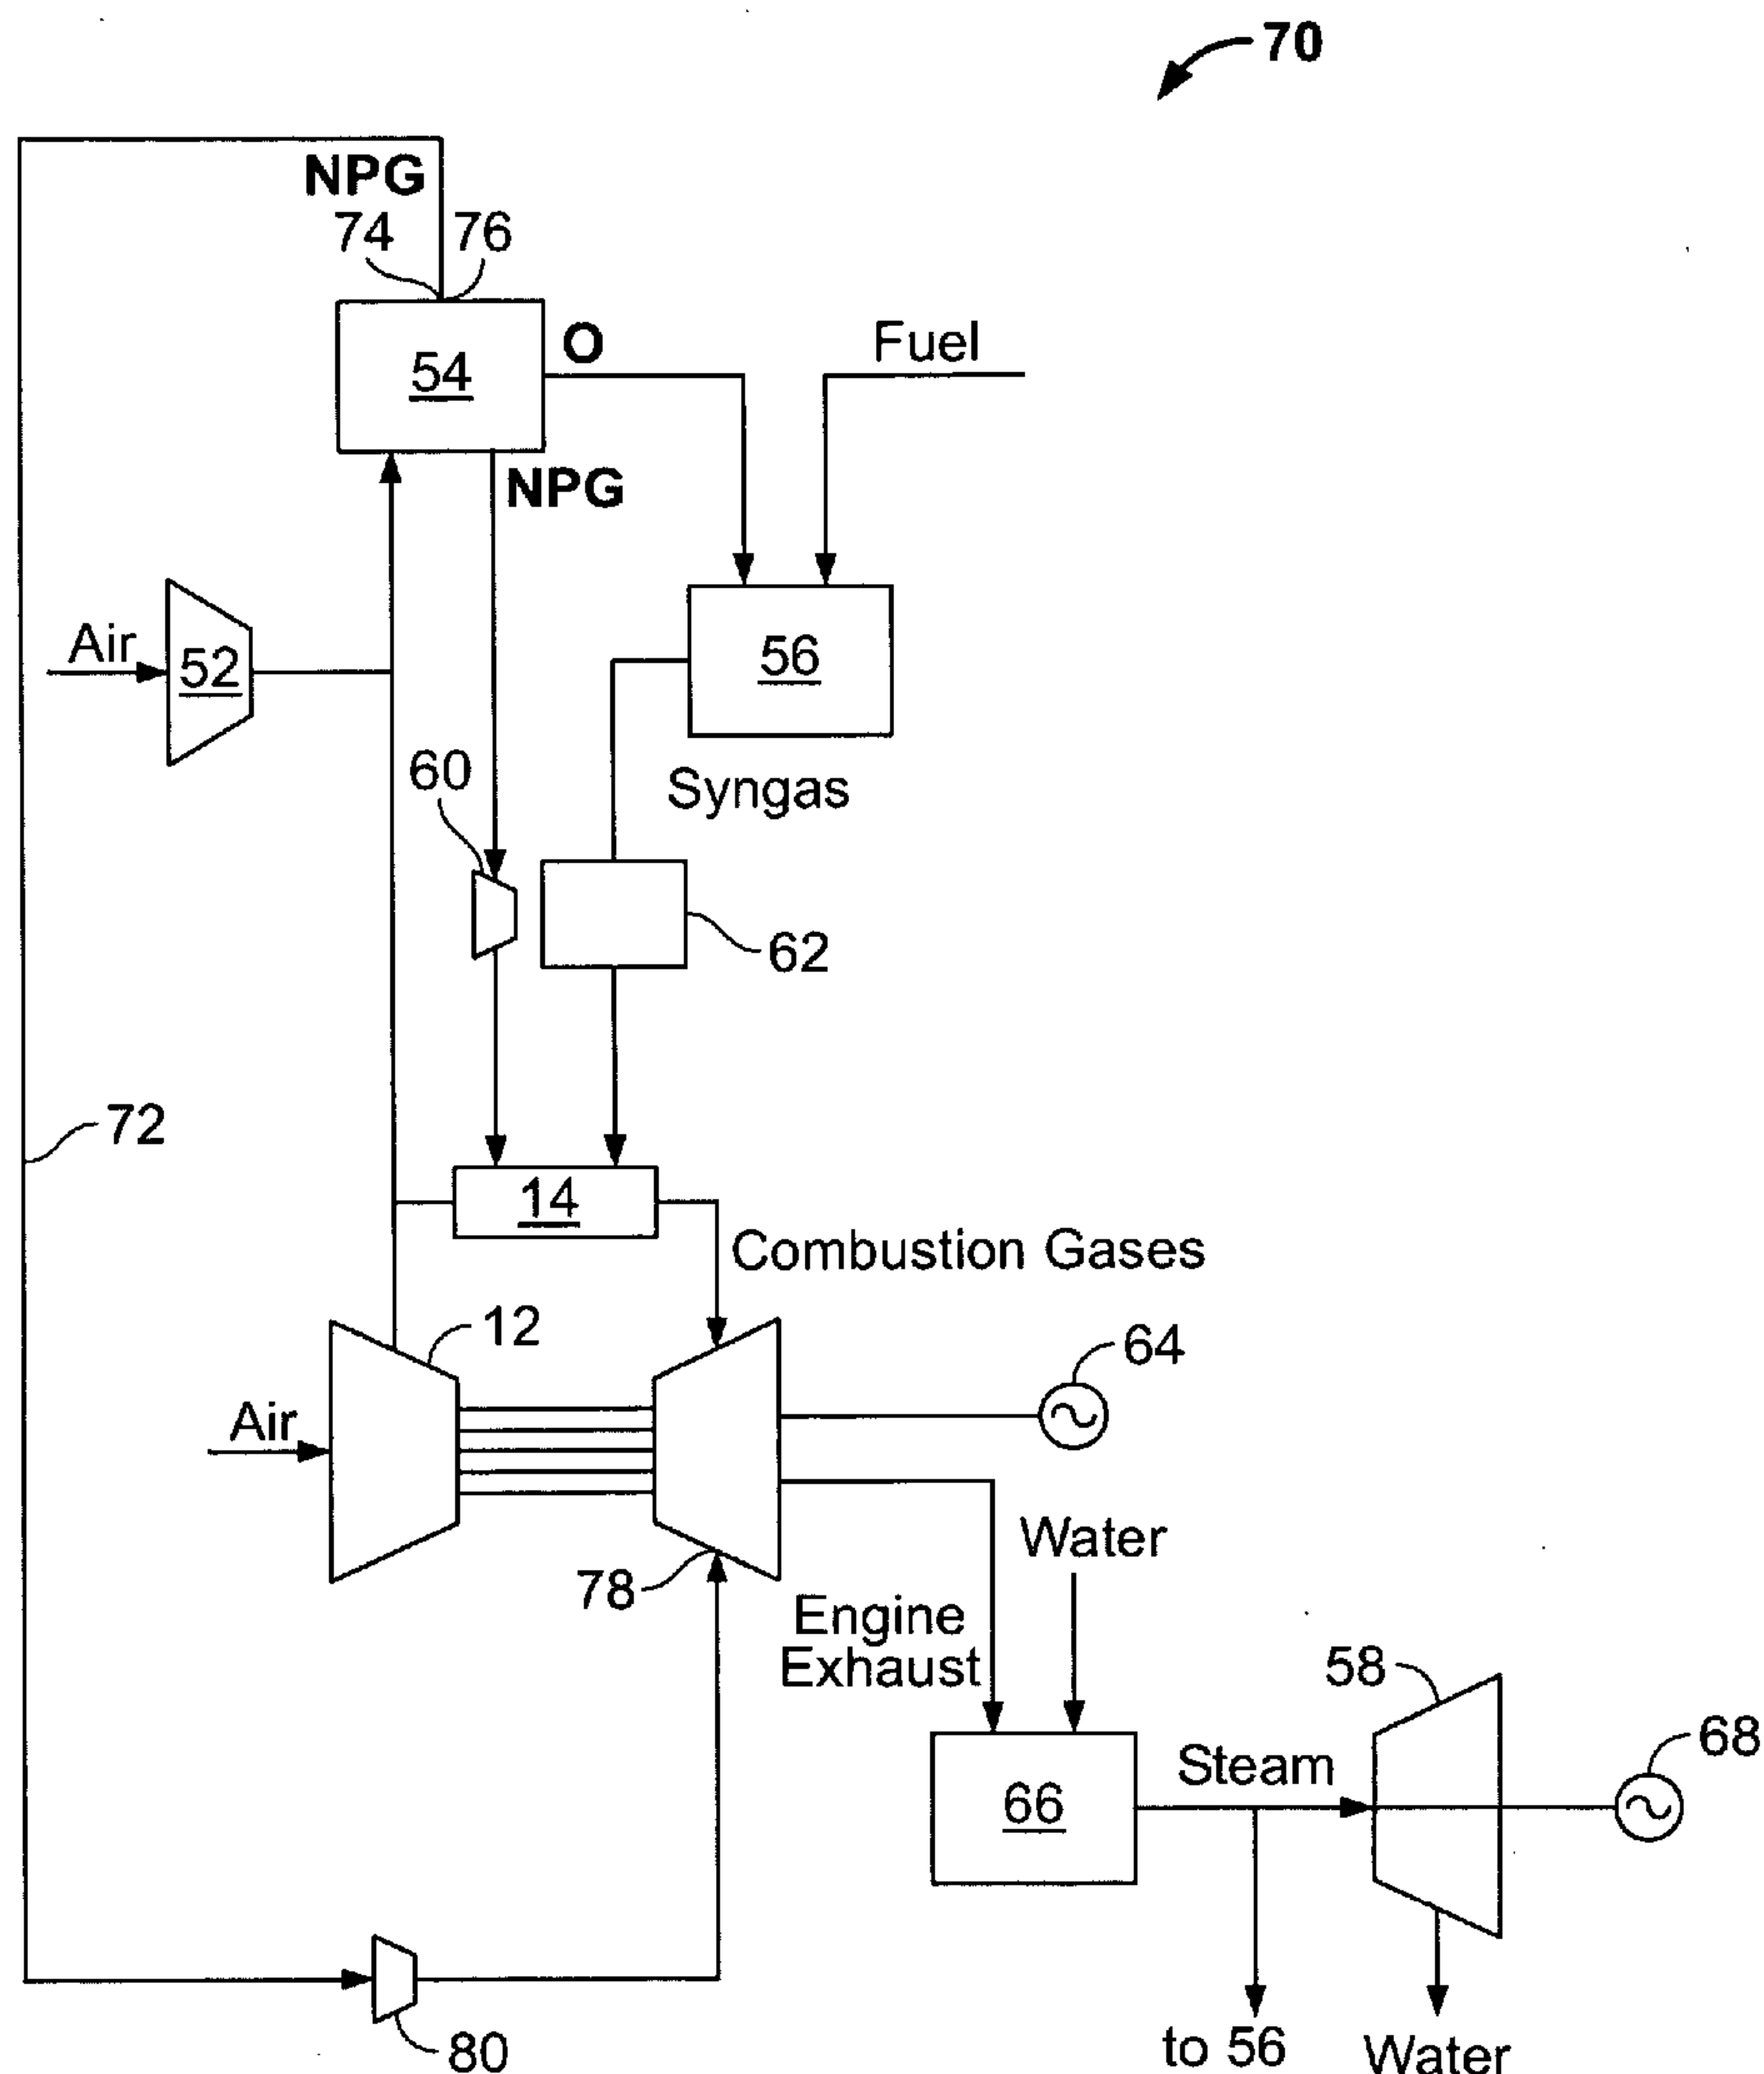 70
NPG
74
76
54
O
Fuel
NPG
Air
52
56
60
Syngas
62
72
14
Combustion Gases
12
64
Air
Water
78
Engine
Exhaust
58
68
Steam
66
80
to 56
Water